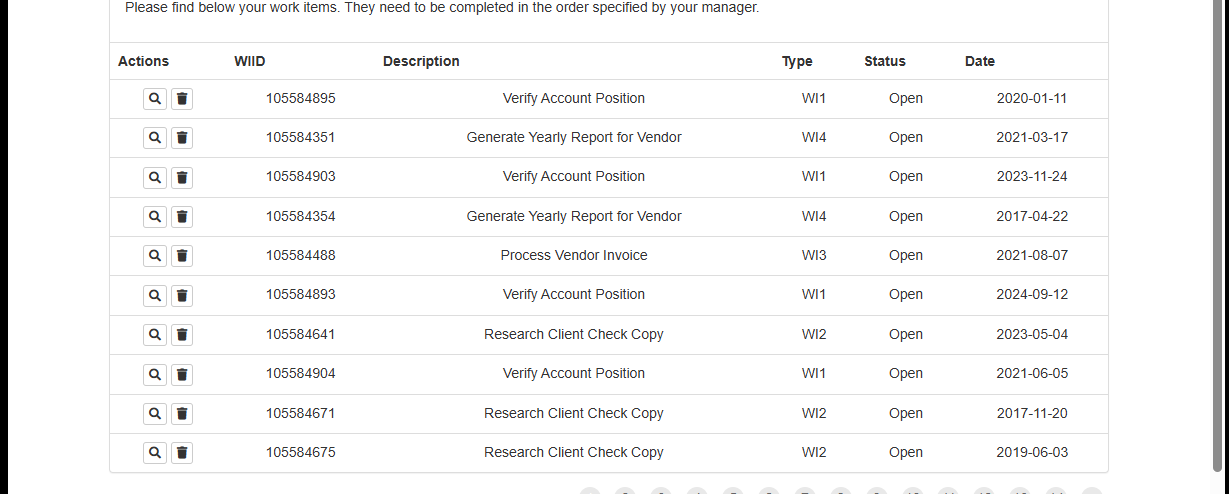 Please find below your work items. They need to be completed in the order specified by your manager.
Actions WIID Description Type Status Date
105584895 Verify Account Position WI1 Open 2020-01-11
105584351 Generate Yearly Report for Vendor WI4 Open 2021-03-17
105584903 Verify Account Position WI1 Open 2023-11-24
105584354 Generate Yearly Report for Vendor WI4 Open 2017-04-22
105584488 Process Vendor Invoice WI3 Open 2021-08-07
105584893 Verify Account Position WI1 Open 2024-09-12
105584641 Research Client Check Copy WI2 Open 2023-05-04
105584904 Verify Account Position WI1 Open 2021-06-05
105584671 Research Client Check Copy WI2 Open 2017-11-20
105584675 Research Client Check Copy WI2 Open 2019-06-03